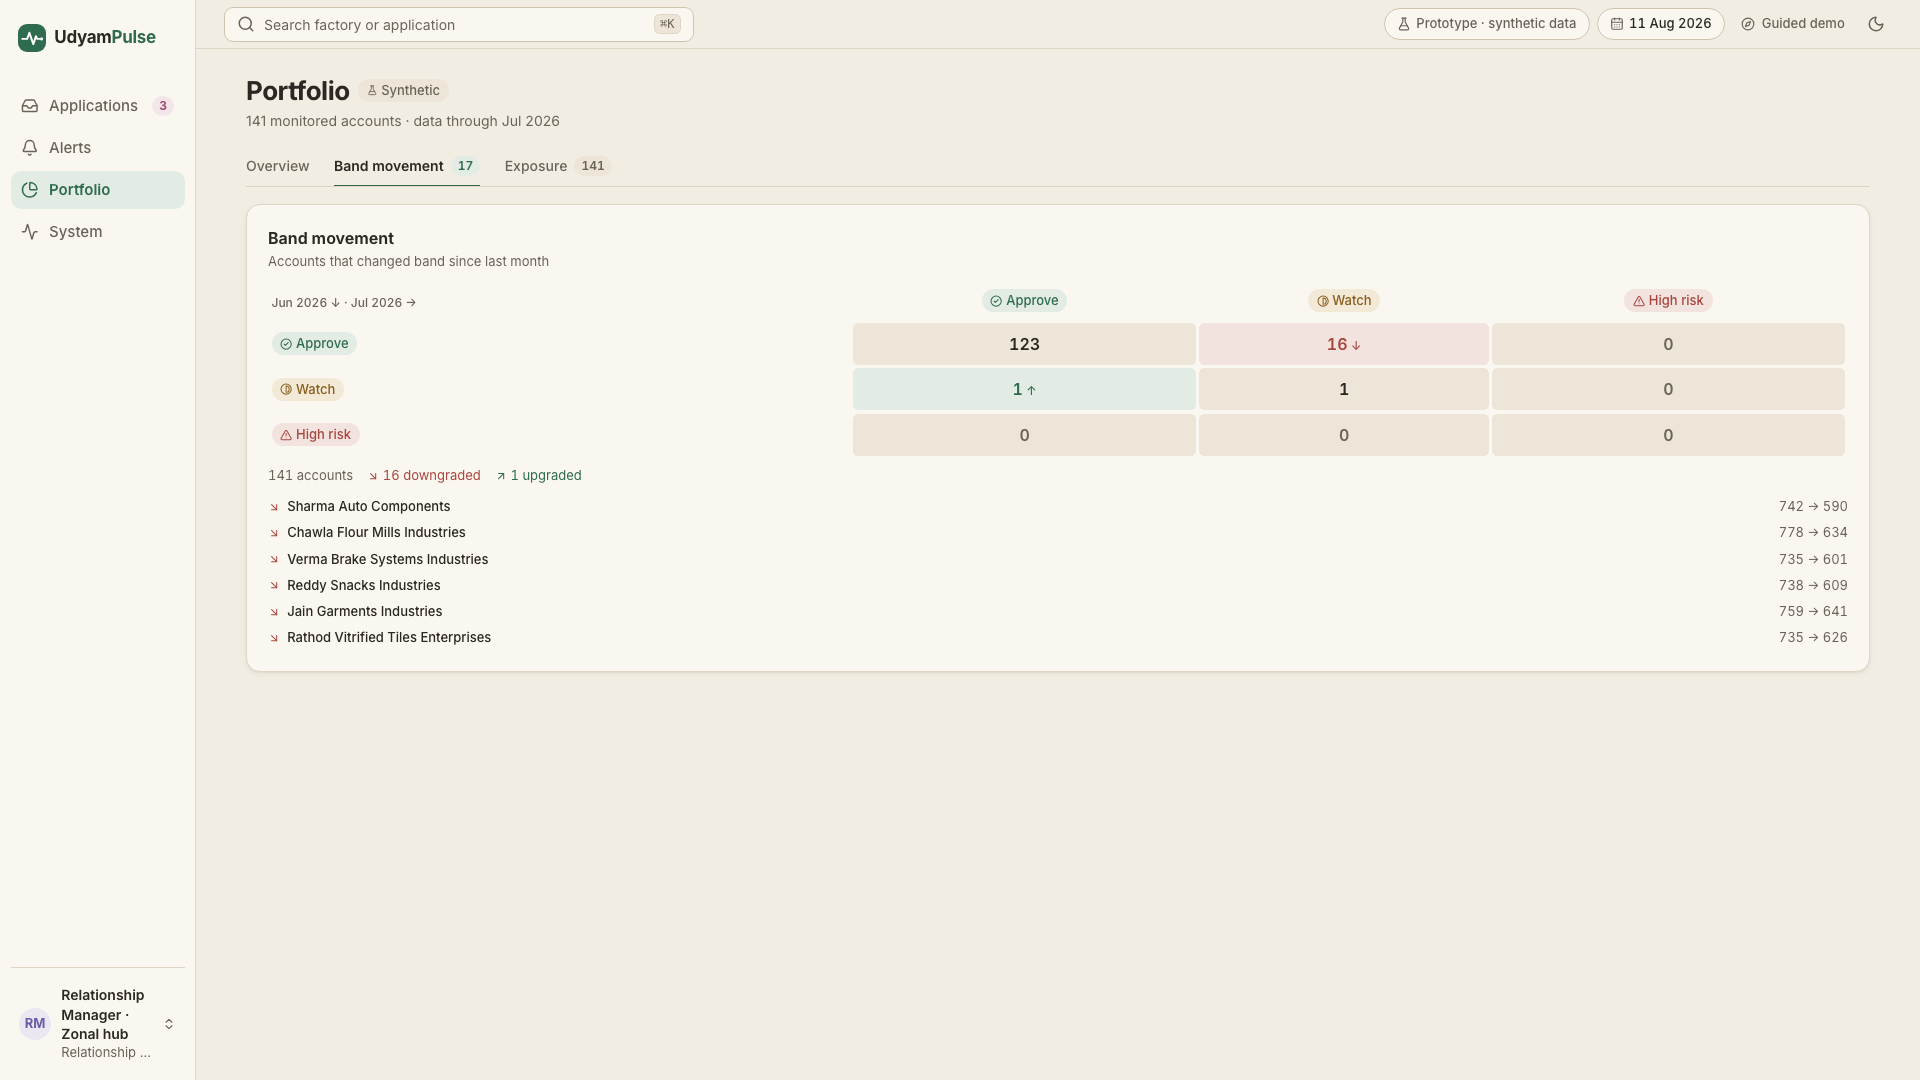 UdyamPulse
Search factory or application
⌘K
Prototype · synthetic data
11 Aug 2026
Guided demo
Applications 3
Alerts
Portfolio
System
Portfolio
Synthetic
141 monitored accounts · data through Jul 2026
Overview
Band movement 17
Exposure 141
Band movement
Accounts that changed band since last month
Jun 2026 ↓ · Jul 2026 →
Approve
Watch
High risk
Approve
123
16 ↓
0
Watch
1 ↑
1
0
High risk
0
0
0
141 accounts
↘ 16 downgraded
↗ 1 upgraded
↘ Sharma Auto Components
742 → 590
↘ Chawla Flour Mills Industries
778 → 634
↘ Verma Brake Systems Industries
735 → 601
↘ Reddy Snacks Industries
738 → 609
↘ Jain Garments Industries
759 → 641
↘ Rathod Vitrified Tiles Enterprises
735 → 626
RM
Relationship
Manager ·
Zonal hub
Relationship ...